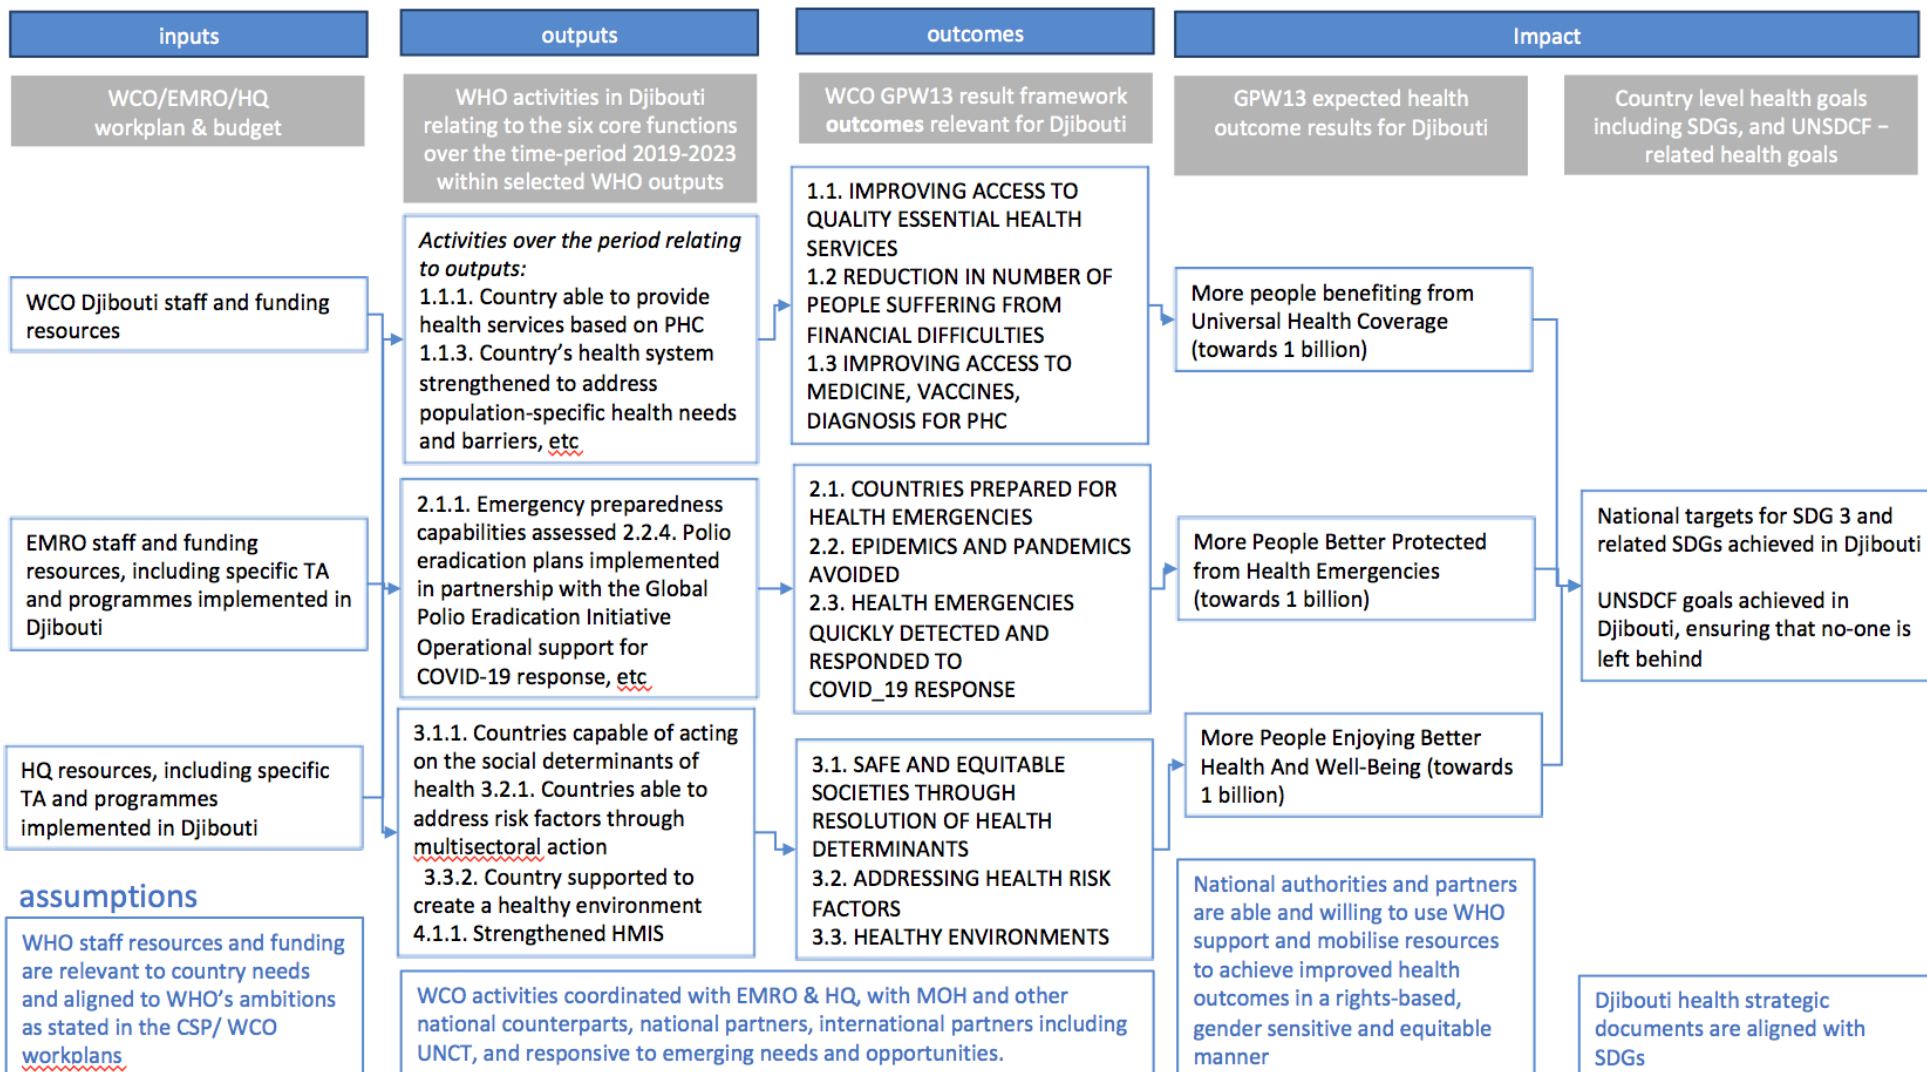 inputs
outputs
outcomes
Impact
WCO/EMRO/HQ
workplan & budget
WHO activities in Djibouti
relating to the six core functions
over the time-period 2019-2023
within selected WHO outputs
WCO GPW13 result framework
outcomes relevant for Djibouti
GPW13 expected health
outcome results for Djibouti
Country level health goals
including SDGs, and UNSDCF –
related health goals
WCO Djibouti staff and funding
resources
EMRO staff and funding
resources, including specific TA
and programmes implemented in
Djibouti
HQ resources, including specific
TA and programmes
implemented in Djibouti
Activities over the period relating
to outputs:
1.1.1. Country able to provide
health services based on PHC
1.1.3. Country's health system
strengthened to address
population-specific health needs
and barriers, etc
2.1.1. Emergency preparedness
capabilities assessed 2.2.4. Polio
eradication plans implemented
in partnership with the Global
Polio Eradication Initiative
Operational support for
COVID-19 response, etc
3.1.1. Countries capable of acting
on the social determinants of
health 3.2.1. Countries able to
address risk factors through
multisectoral action
3.3.2. Country supported to
create a healthy environment
4.1.1. Strengthened HMIS
1.1. IMPROVING ACCESS TO
QUALITY ESSENTIAL HEALTH
SERVICES
1.2 REDUCTION IN NUMBER OF
PEOPLE SUFFERING FROM
FINANCIAL DIFFICULTIES
1.3 IMPROVING ACCESS TO
MEDICINE, VACCINES,
DIAGNOSIS FOR PHC
2.1. COUNTRIES PREPARED FOR
HEALTH EMERGENCIES
2.2. EPIDEMICS AND PANDEMICS
AVOIDED
2.3. HEALTH EMERGENCIES
QUICKLY DETECTED AND
RESPONDED TO
COVID_19 RESPONSE
3.1. SAFE AND EQUITABLE
SOCIETIES THROUGH
RESOLUTION OF HEALTH
DETERMINANTS
3.2. ADDRESSING HEALTH RISK
FACTORS
3.3. HEALTHY ENVIRONMENTS
More people benefiting from
Universal Health Coverage
(towards 1 billion)
More People Better Protected
from Health Emergencies
(towards 1 billion)
More People Enjoying Better
Health And Well-Being (towards
1 billion)
National targets for SDG 3 and
related SDGs achieved in Djibouti
UNSDCF goals achieved in
Djibouti, ensuring that no-one is
left behind
assumptions
WHO staff resources and funding
are relevant to country needs
and aligned to WHO's ambitions
as stated in the CSP/ WCO
workplans
WCO activities coordinated with EMRO & HQ, with MOH and other
national counterparts, national partners, international partners including
UNCT, and responsive to emerging needs and opportunities.
National authorities and partners
are able and willing to use WHO
support and mobilise resources
to achieve improved health
outcomes in a rights-based,
gender sensitive and equitable
manner
Djibouti health strategic
documents are aligned with
SDGs